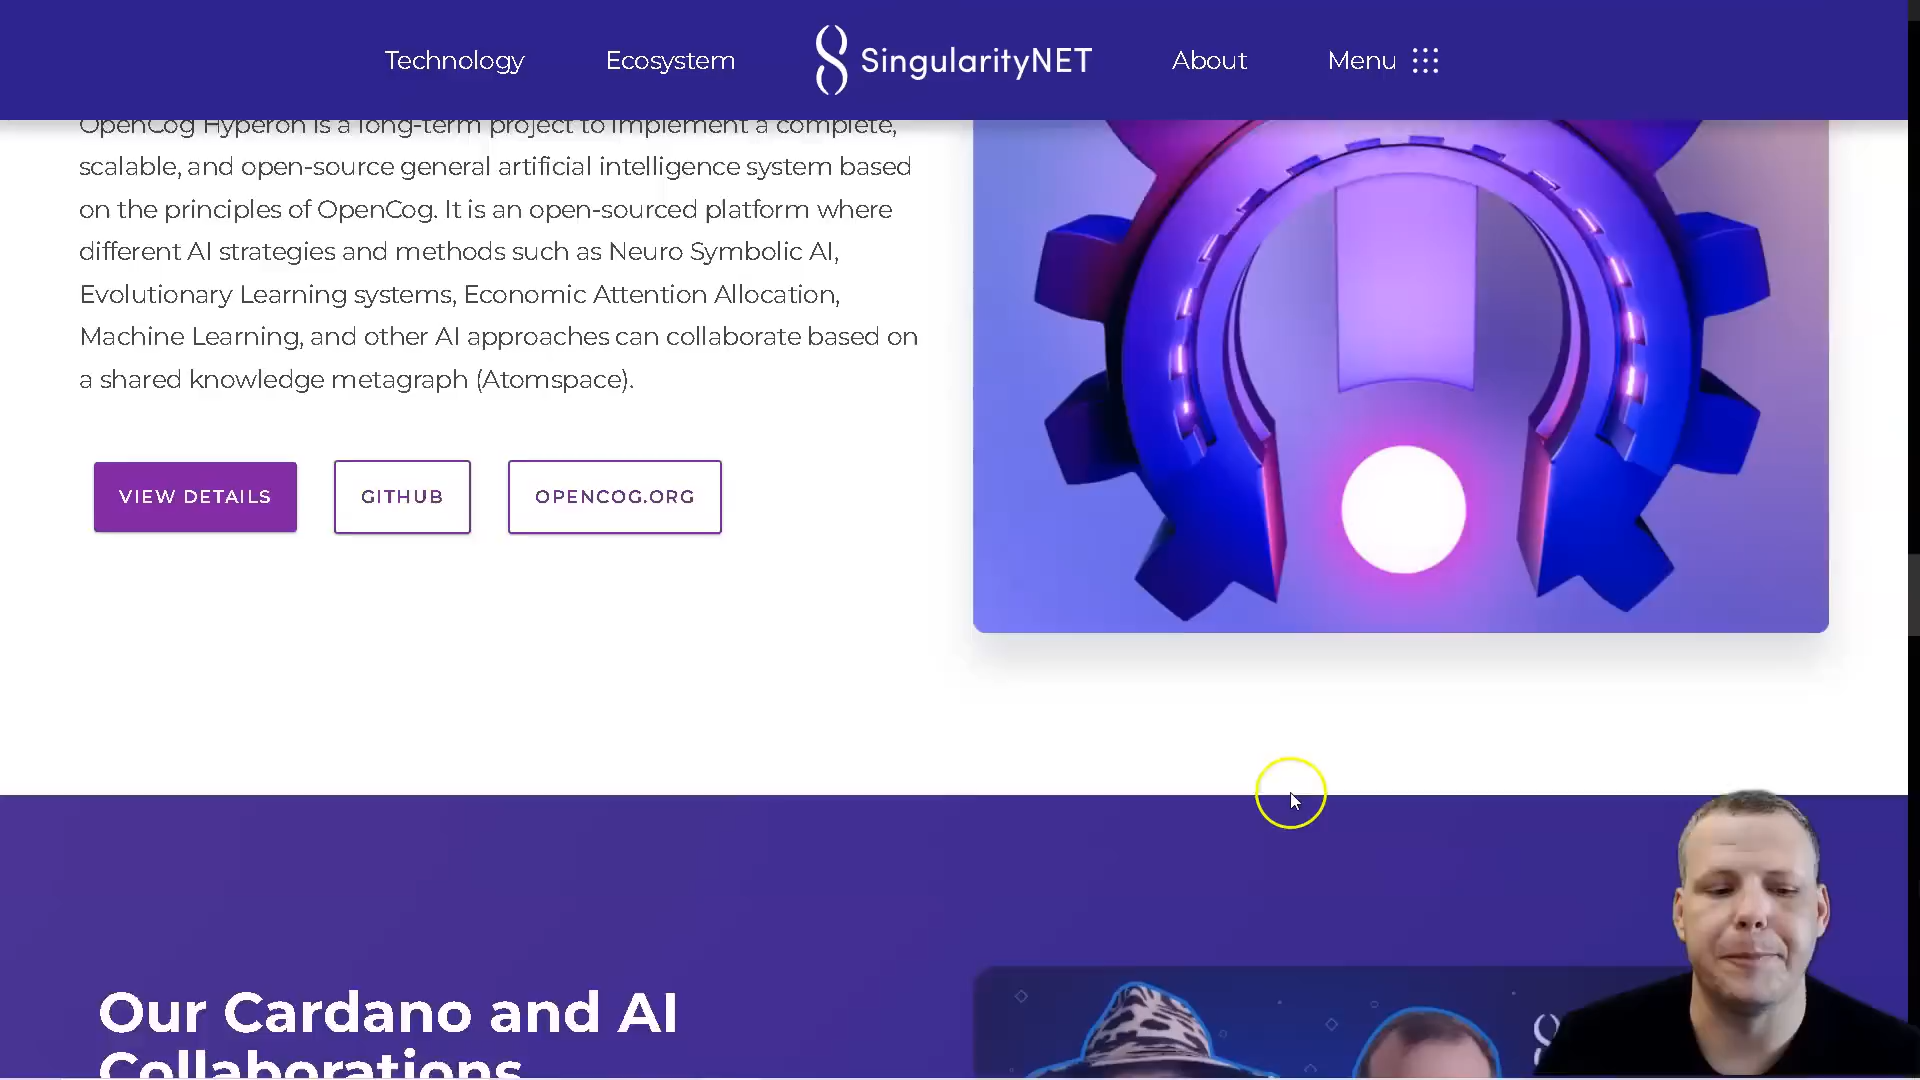 Technology
Ecosystem
SingularityNET
About
Menu
OpenCog Hyperon is a long-term project to implement a complete,
scalable, and open-source general artificial intelligence system based
on the principles of OpenCog. It is an open-sourced platform where
different AI strategies and methods such as Neuro Symbolic AI,
Evolutionary Learning systems, Economic Attention Allocation,
Machine Learning, and other AI approaches can collaborate based on
a shared knowledge metagraph (Atomspace).
VIEW DETAILS
GITHUB
OPENCOG.ORG
Our Cardano and AI
Collaborations